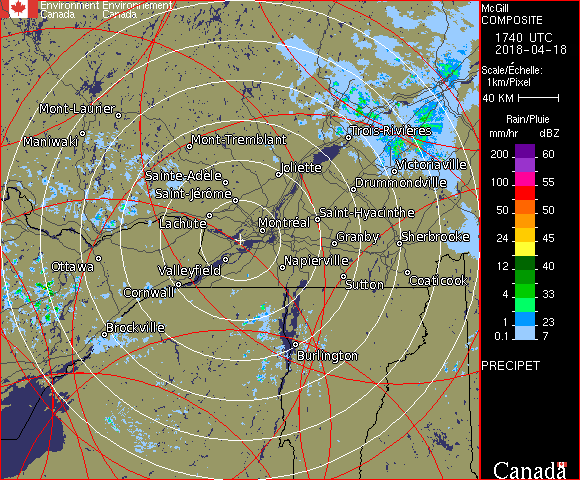 Environment Environnement
Canada Canada
McGill
COMPOSITE
1740 UTC
2018-04-18
Scale/Échelle:
1km/Pixel
40 KM
Rain/Pluie
mm/hr dBZ
200 60
100 55
50 50
24 45
12 40
4 33
1 23
0.1 7
PRECIPET
Canada
Mont-Laurier
Maniwaki
Mont-Tremblant
Trois-Rivières
Joliette
Victoriaville
Sainte-Adèle
Drummondville
Saint-Jérôme
Lachute
Saint-Hyacinthe
Montréal
Granby
Sherbrooke
Ottawa
Valleyfield
Napierville
Cornwall
Sutton
Coaticook
Brockville
Burlington